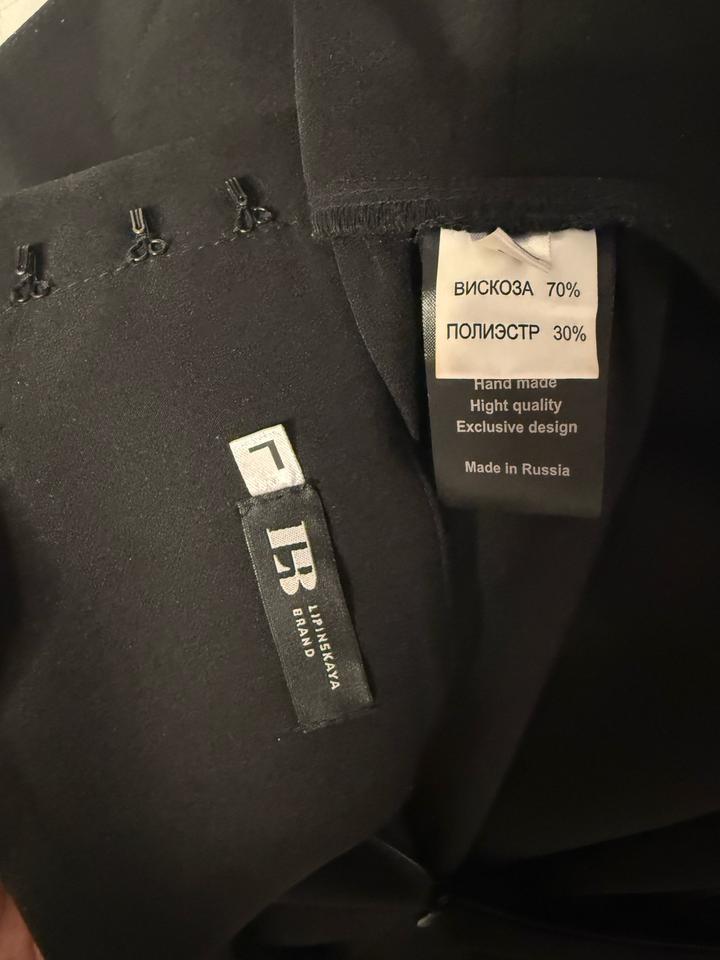 ВИСКОЗА 70%
ПОЛИЭСТР 30%
Hand made
Hight quality
Exclusive design
Made in Russia
L
LB
LIPINSKAYA
BRAND